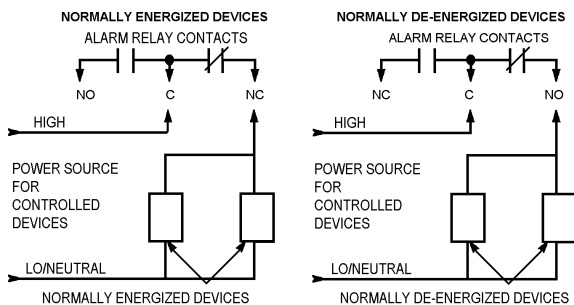 NORMALLY ENERGIZED DEVICES
ALARM RELAY CONTACTS
NO C NC
HIGH
POWER SOURCE
FOR
CONTROLLED
DEVICES
LO/NEUTRAL
NORMALLY ENERGIZED DEVICES
NORMALLY DE-ENERGIZED DEVICES
ALARM RELAY CONTACTS
NC C NO
HIGH
POWER SOURCE
FOR
CONTROLLED
DEVICES
LO/NEUTRAL
NORMALLY DE-ENERGIZED DEVICES